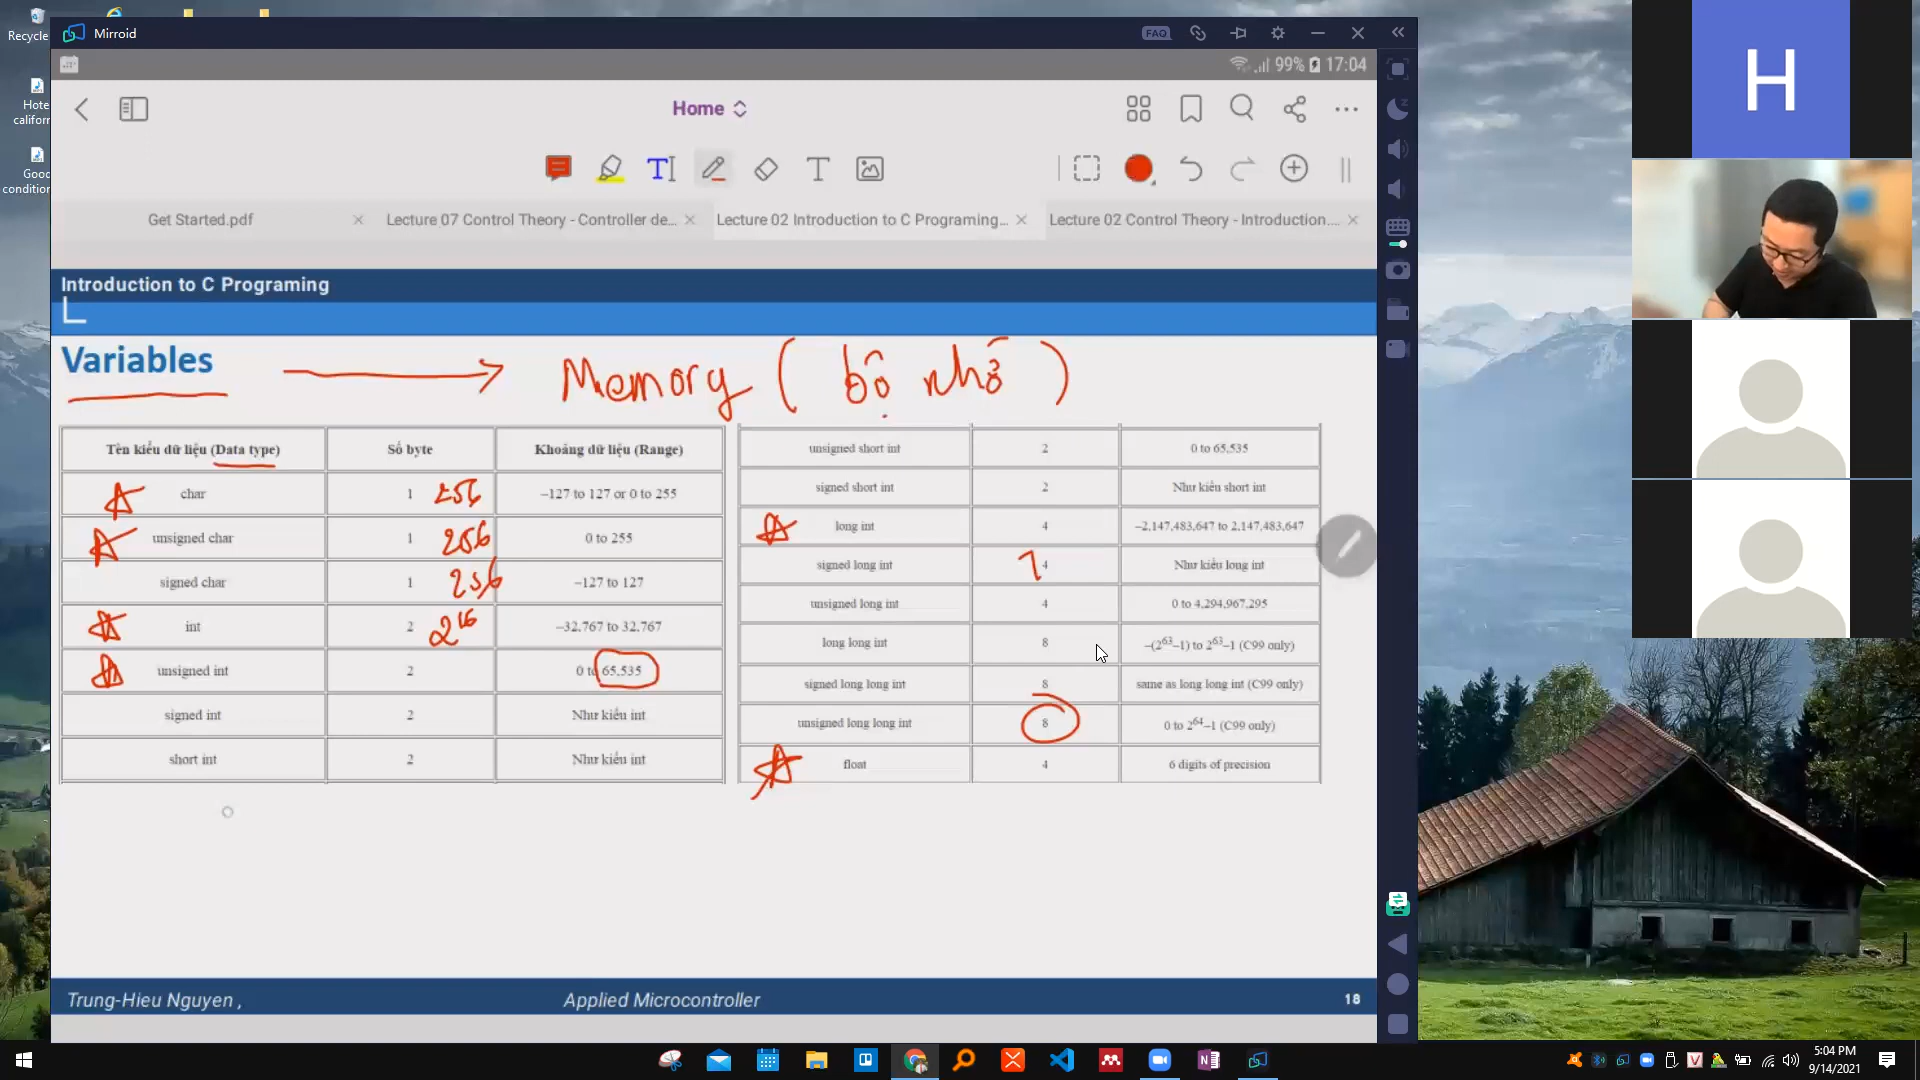 Recycle
Hote
californ
Good
condition
Mirroid
FAQ
99% 17:04
Home
Get Started.pdf
Lecture 07 Control Theory - Controller de...
Lecture 02 Introduction to C Programing...
Lecture 02 Control Theory - Introduction....
Introduction to C Programing
Variables
Memory ( bộ nhớ )
Tên kiểu dữ liệu (Data type) Số byte Khoảng dữ liệu (Range)
char 1 256 –127 to 127 or 0 to 255
unsigned char 1 256 0 to 255
signed char 1 256 –127 to 127
int 2 2^16 –32,767 to 32,767
unsigned int 2 0 to 65,535
signed int 2 Như kiểu int
short int 2 Như kiểu int
unsigned short int 2 0 to 65,535
signed short int 2 Như kiểu short int
long int 4 –2,147,483,647 to 2,147,483,647
signed long int 4 Như kiểu long int
unsigned long int 4 0 to 4,294,967,295
long long int 8 –(2^63–1) to 2^63–1 (C99 only)
signed long long int 8 same as long long int (C99 only)
unsigned long long int 8 0 to 2^64–1 (C99 only)
float 4 6 digits of precision
Trung-Hieu Nguyen , Applied Microcontroller 18
H
5:04 PM
9/14/2021